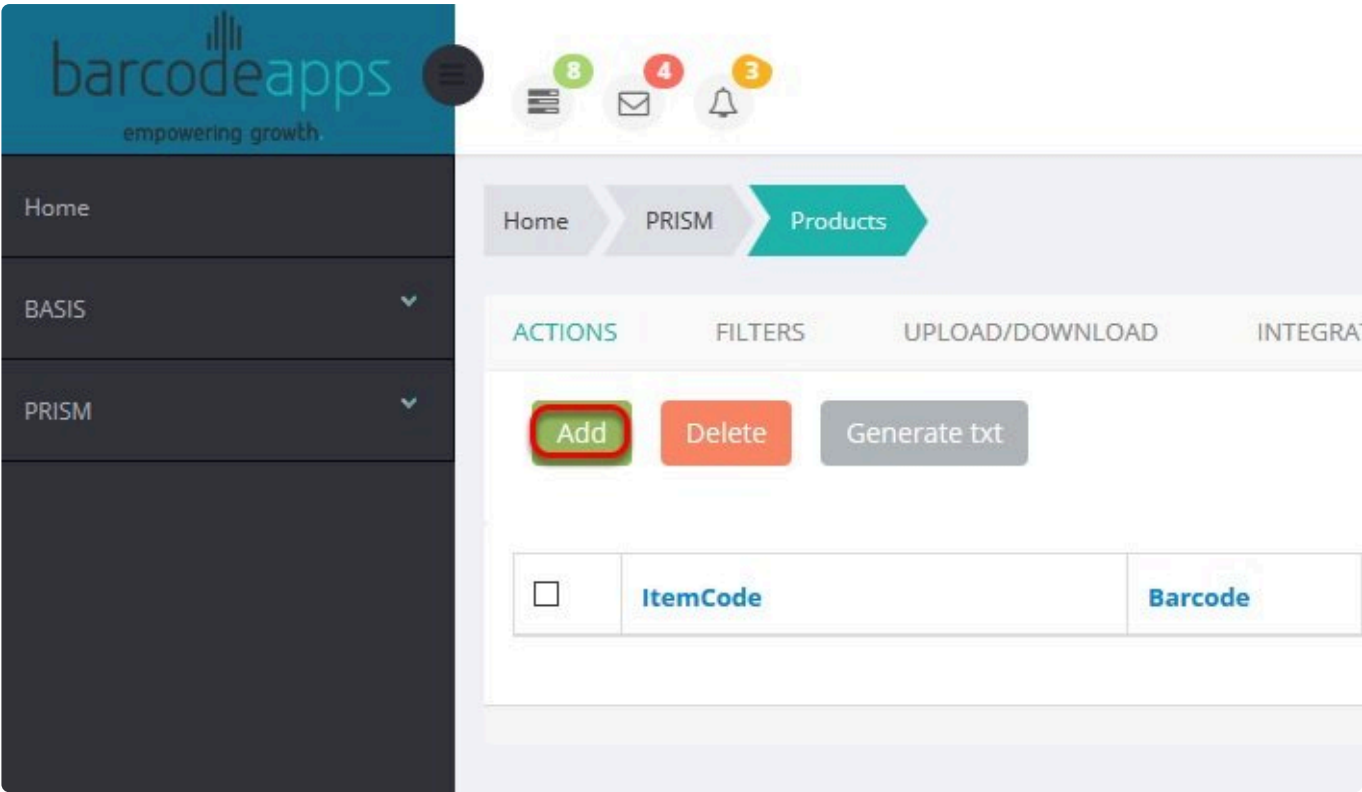 barcodeapps
empowering growth.
8 4 3
Home
BASIS
PRISM
Home PRISM Products
ACTIONS FILTERS UPLOAD/DOWNLOAD INTEGRA
Add Delete Generate txt
ItemCode Barcode